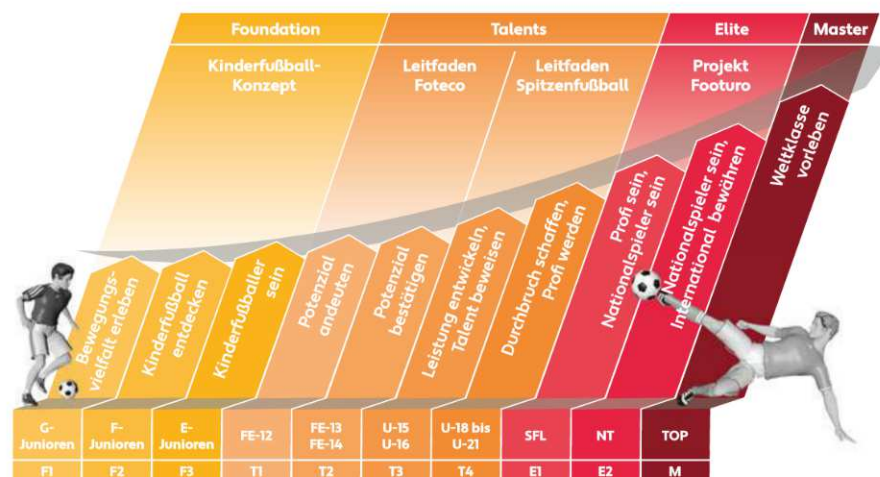 Foundation
Talents
Elite
Master
Kinderfußball-
Konzept
Leitfaden
Foteco
Leitfaden
Spitzenfußball
Projekt
Footuro
Bewegungs-
vielfalt erleben
Kinderfußball
entdecken
Kinderfußballer
sein
Potenzial
andeuten
Potenzial
bestätigen
Leistung entwickeln,
Talent beweisen
Durchbruch schaffen,
Profi werden
Profi sein,
Nationalspieler sein
Nationalspieler sein,
International bewähren
Weltklasse
vorleben
G-
Junioren
F-
Junioren
E-
Junioren
FE-12
FE-13
FE-14
U-15
U-16
U-18 bis
U-21
SFL
NT
TOP
F1
F2
F3
T1
T2
T3
T4
E1
E2
M